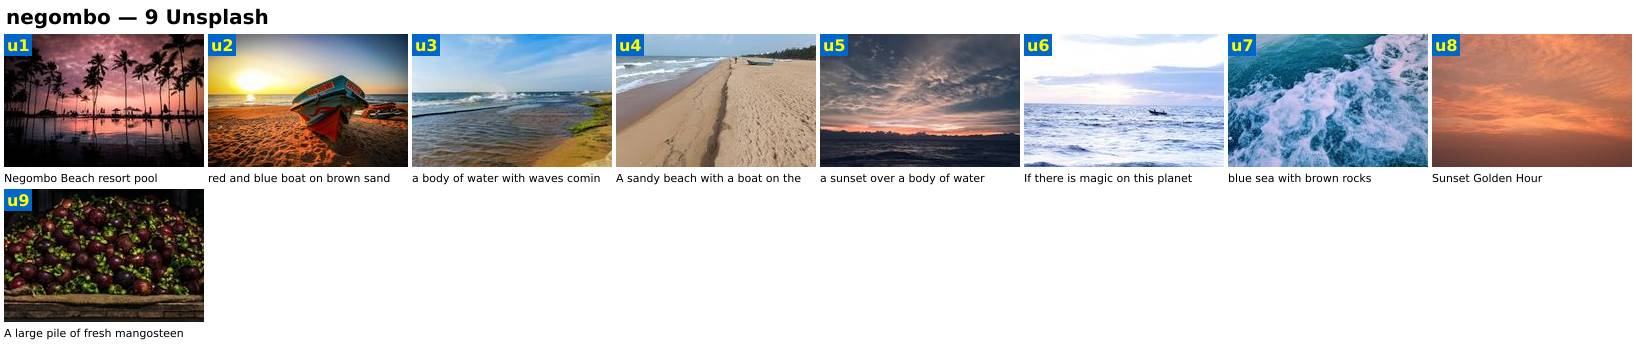 negombo — 9 Unsplash
u1
u2
u3
u4
u5
u6
u7
u8
Negombo Beach resort pool
red and blue boat on brown sand
a body of water with waves comin
A sandy beach with a boat on the
a sunset over a body of water
If there is magic on this planet
blue sea with brown rocks
Sunset Golden Hour
u9
A large pile of fresh mangosteen